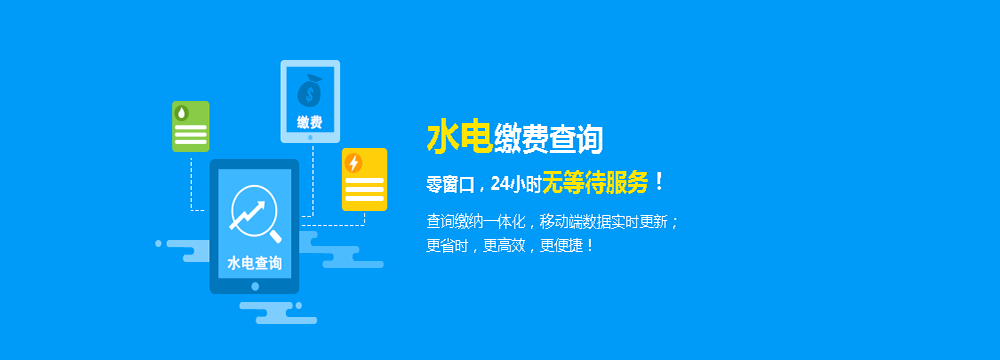 缴费
水电查询
水电缴费查询
零窗口，24小时无等待服务！
查询缴纳一体化，移动端数据实时更新；
更省时，更高效，更便捷！